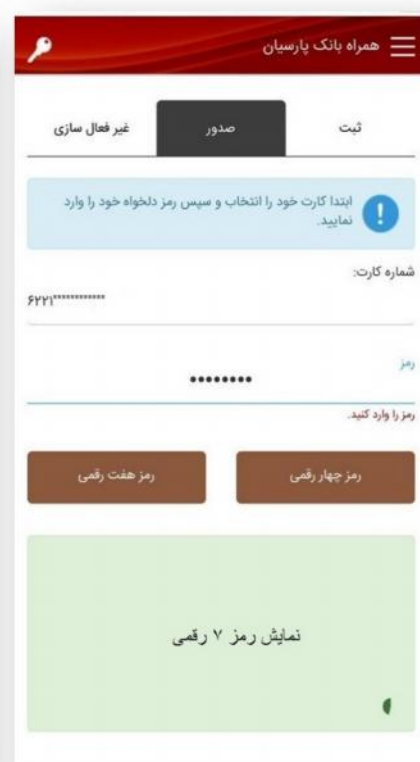 همراه بانک پارسیان
ثبت
صدور
غیر فعال سازی
ابتدا کارت خود را انتخاب و سپس رمز دلخواه خود را وارد
نمایید.
شماره کارت:
۶۲۲۱************
رمز
••••••••
رمز را وارد کنید.
رمز چهار رقمی
رمز هفت رقمی
نمایش رمز ۷ رقمی